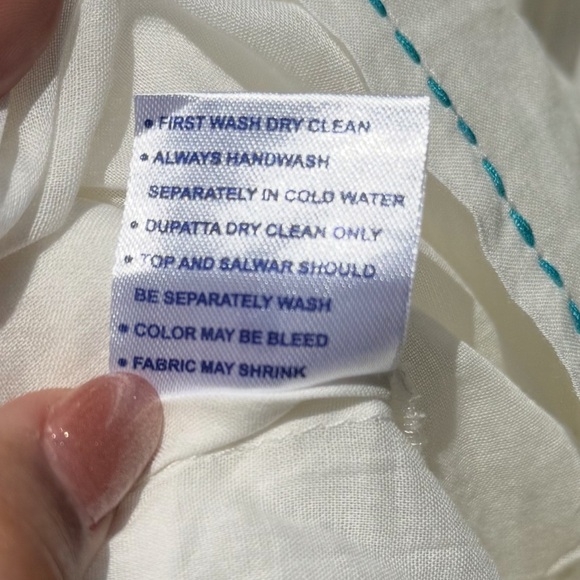 • FIRST WASH DRY CLEAN
• ALWAYS HANDWASH
SEPARATELY IN COLD WATER
• DUPATTA DRY CLEAN ONLY
• TOP AND SALWAR SHOULD
BE SEPARATELY WASH
• COLOR MAY BE BLEED
• FABRIC MAY SHRINK